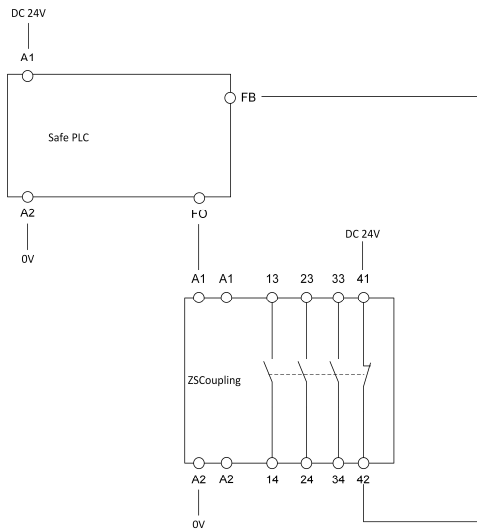 DC 24V
A1
FB
Safe PLC
A2
FO
0V
DC 24V
A1 A1 13 23 33 41
ZSCoupling
A2 A2 14 24 34 42
0V